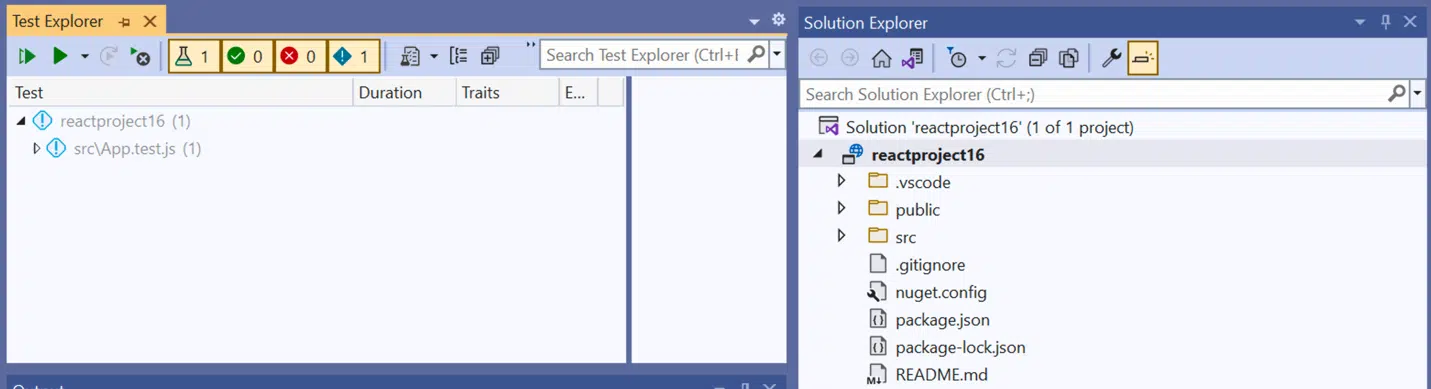 Test Explorer
1
0
0
1
Search Test Explorer (Ctrl+E
Test
Duration
Traits
E...
reactproject16 (1)
src\App.test.js (1)
Solution Explorer
Search Solution Explorer (Ctrl+;)
Solution 'reactproject16' (1 of 1 project)
reactproject16
.vscode
public
src
.gitignore
nuget.config
package.json
package-lock.json
README.md